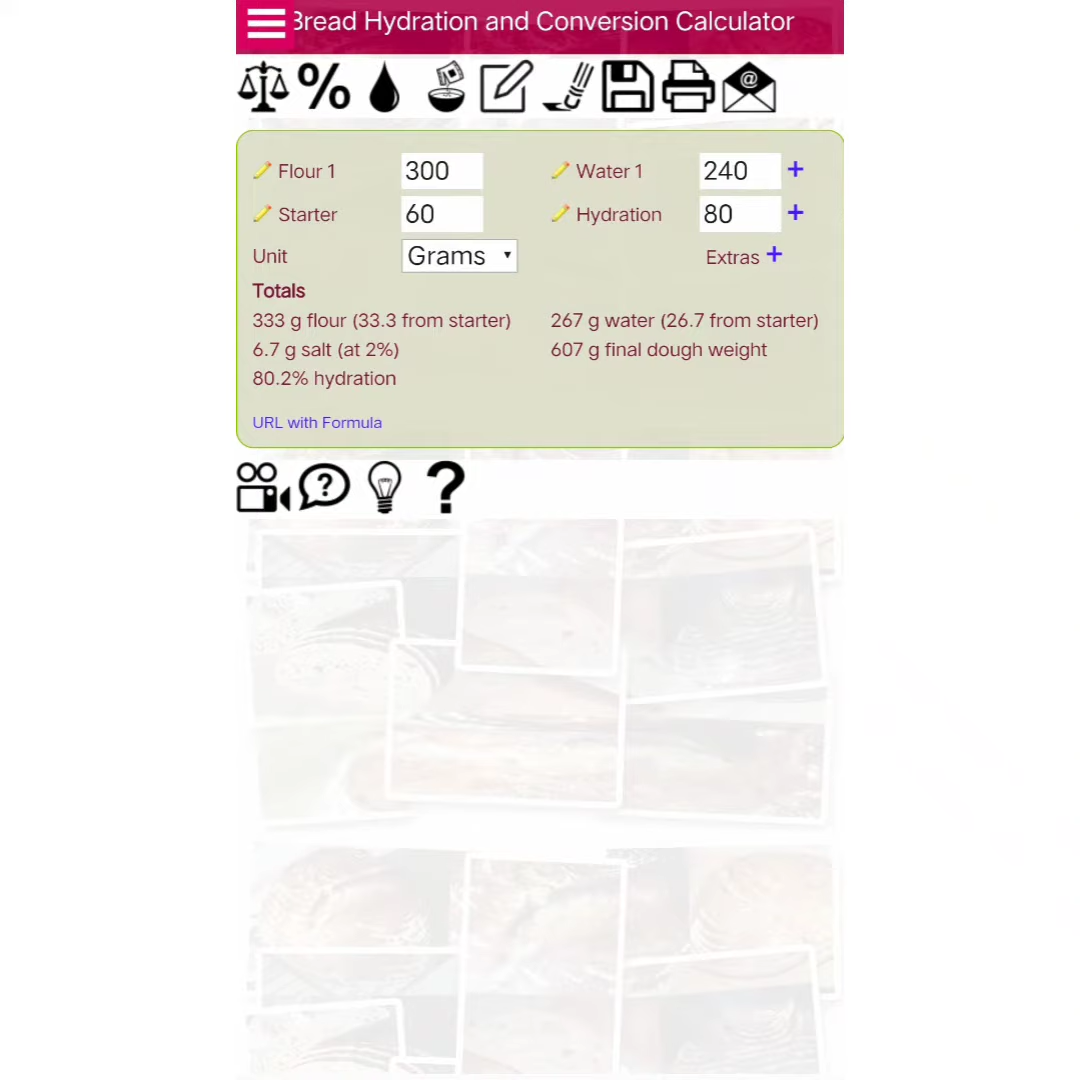 Bread Hydration and Conversion Calculator
%
@
Flour 1 300 Water 1 240 +
Starter 60 Hydration 80 +
Unit Grams Extras +
Totals
333 g flour (33.3 from starter) 267 g water (26.7 from starter)
6.7 g salt (at 2%) 607 g final dough weight
80.2% hydration
URL with Formula
? ?